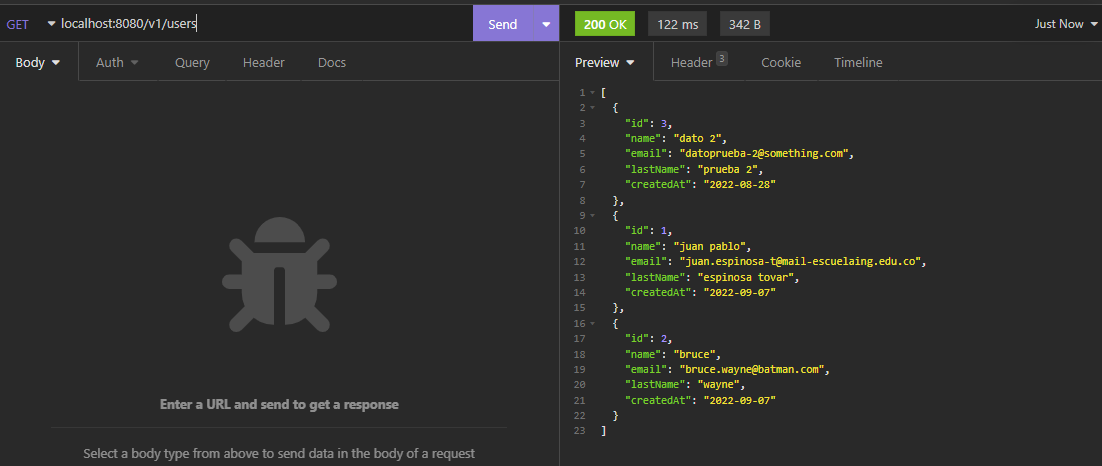 GET localhost:8080/v1/users Send 200 OK 122 ms 342 B Just Now
Body Auth Query Header Docs Preview Header 3 Cookie Timeline
1 [
2 {
3 "id": 3,
4 "name": "dato 2",
5 "email": "datoprueba-2@something.com",
6 "lastName": "prueba 2",
7 "createdAt": "2022-08-28"
8 },
9 {
10 "id": 1,
11 "name": "juan pablo",
12 "email": "juan.espinosa-t@mail-escuelaing.edu.co",
13 "lastName": "espinosa tovar",
14 "createdAt": "2022-09-07"
15 },
16 {
17 "id": 2,
18 "name": "bruce",
19 "email": "bruce.wayne@batman.com",
20 "lastName": "wayne",
21 "createdAt": "2022-09-07"
22 }
23 ]
Enter a URL and send to get a response
Select a body type from above to send data in the body of a request